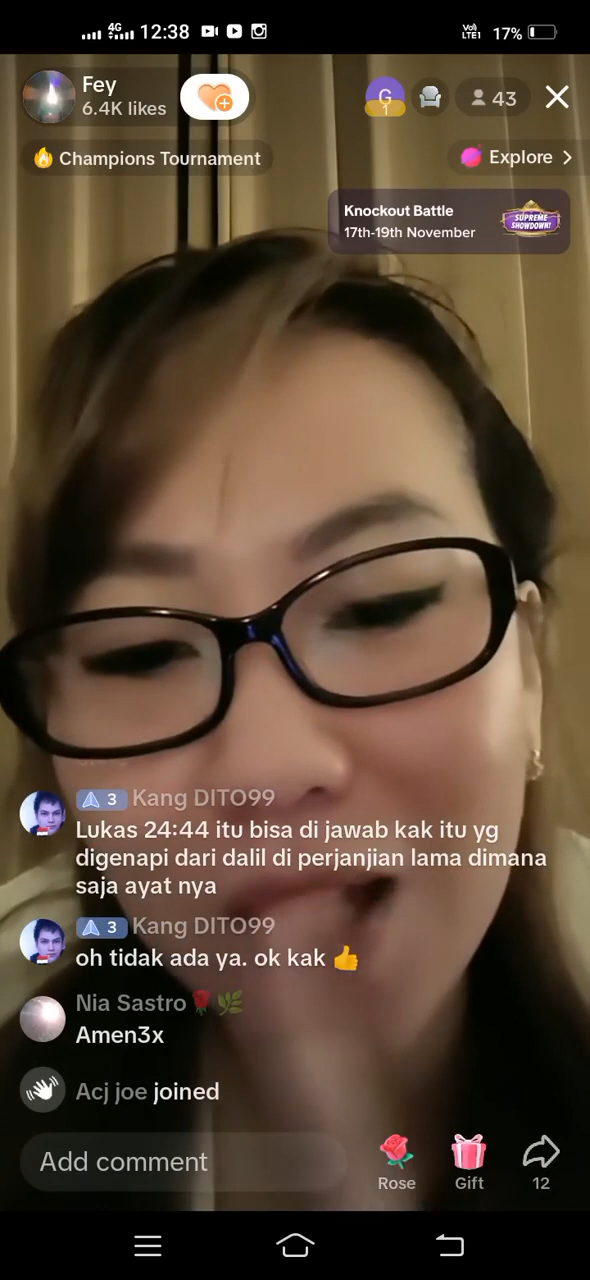 4G 12:38 Vo) LTE1 17%
Fey
6.4K likes
G
1
43
Champions Tournament
Explore
Knockout Battle
17th-19th November
SUPREME
SHOWDOWN!
3 Kang DITO99
Lukas 24:44 itu bisa di jawab kak itu yg
digenapi dari dalil di perjanjian lama dimana
saja ayat nya
3 Kang DITO99
oh tidak ada ya. ok kak 👍
Nia Sastro🌹🌿
Amen3x
Acj joe joined
Add comment
Rose
Gift
12